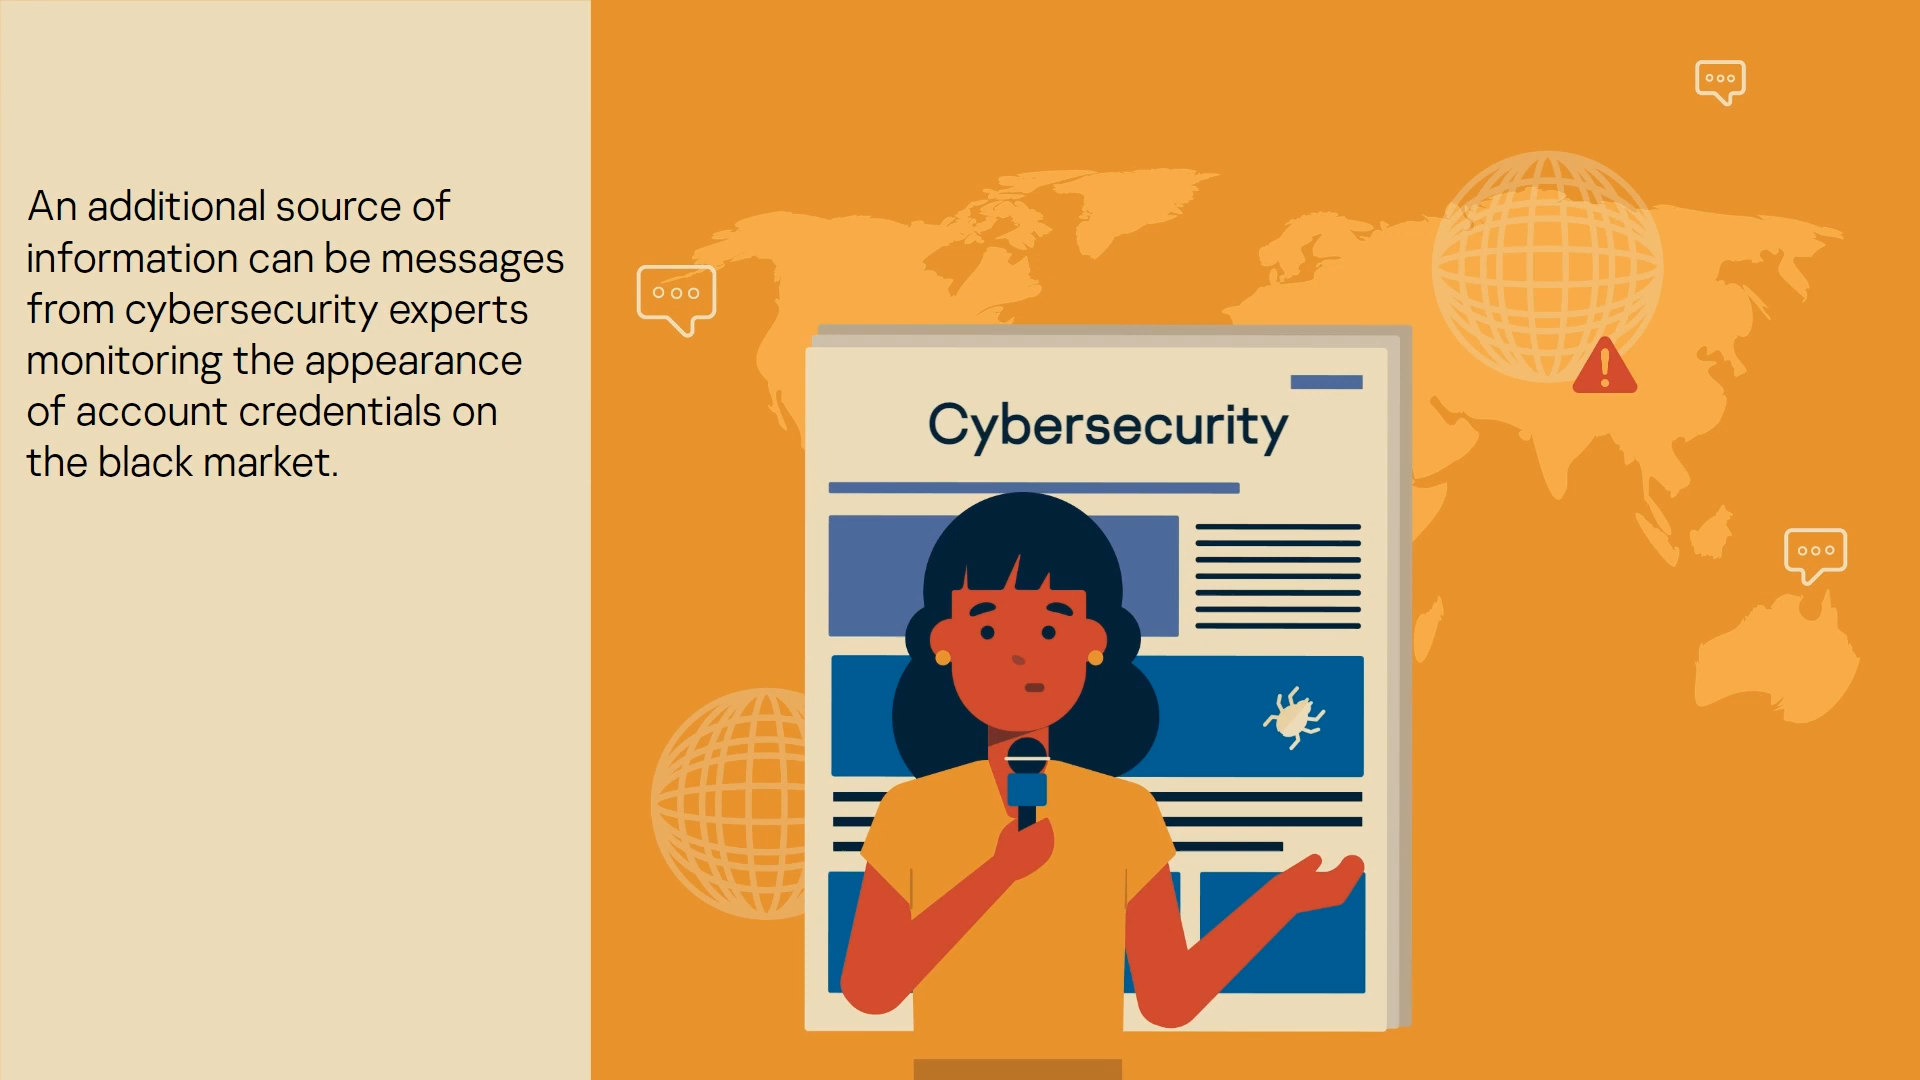 An additional source of
information can be messages
from cybersecurity experts
monitoring the appearance
of account credentials on
the black market.
Cybersecurity